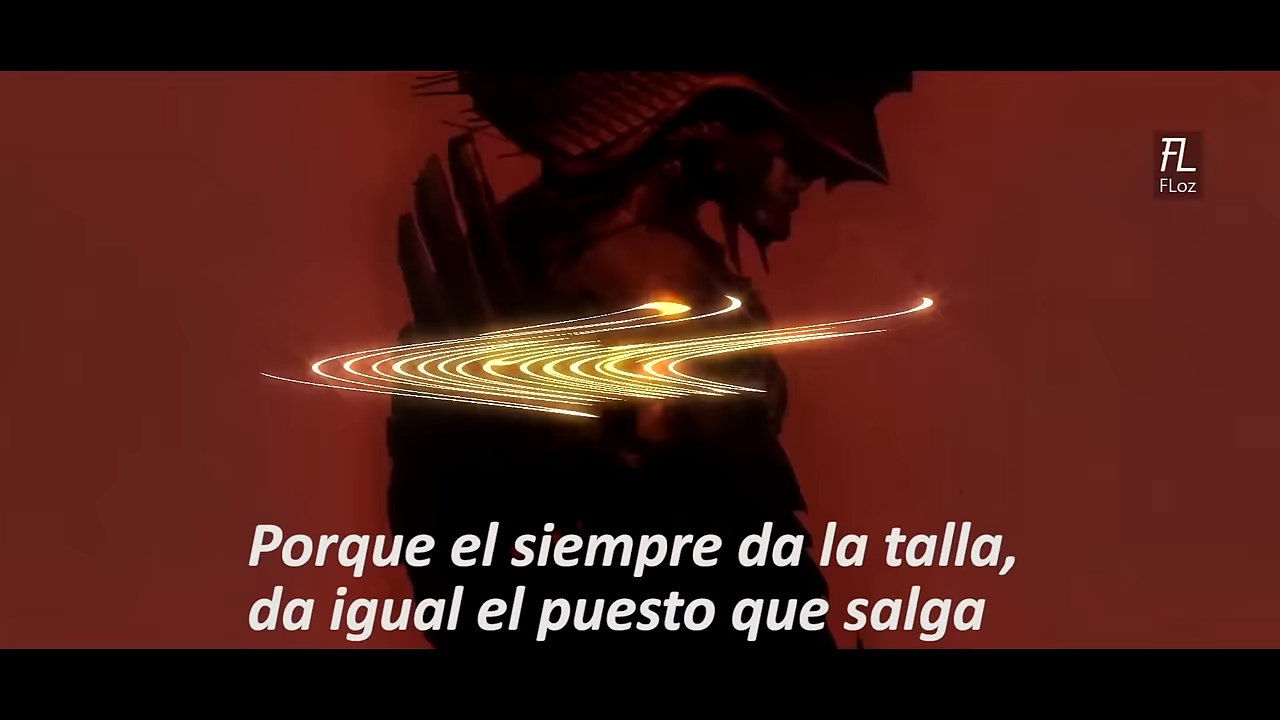 FL
FLoz
Porque el siempre da la talla,
da igual el puesto que salga